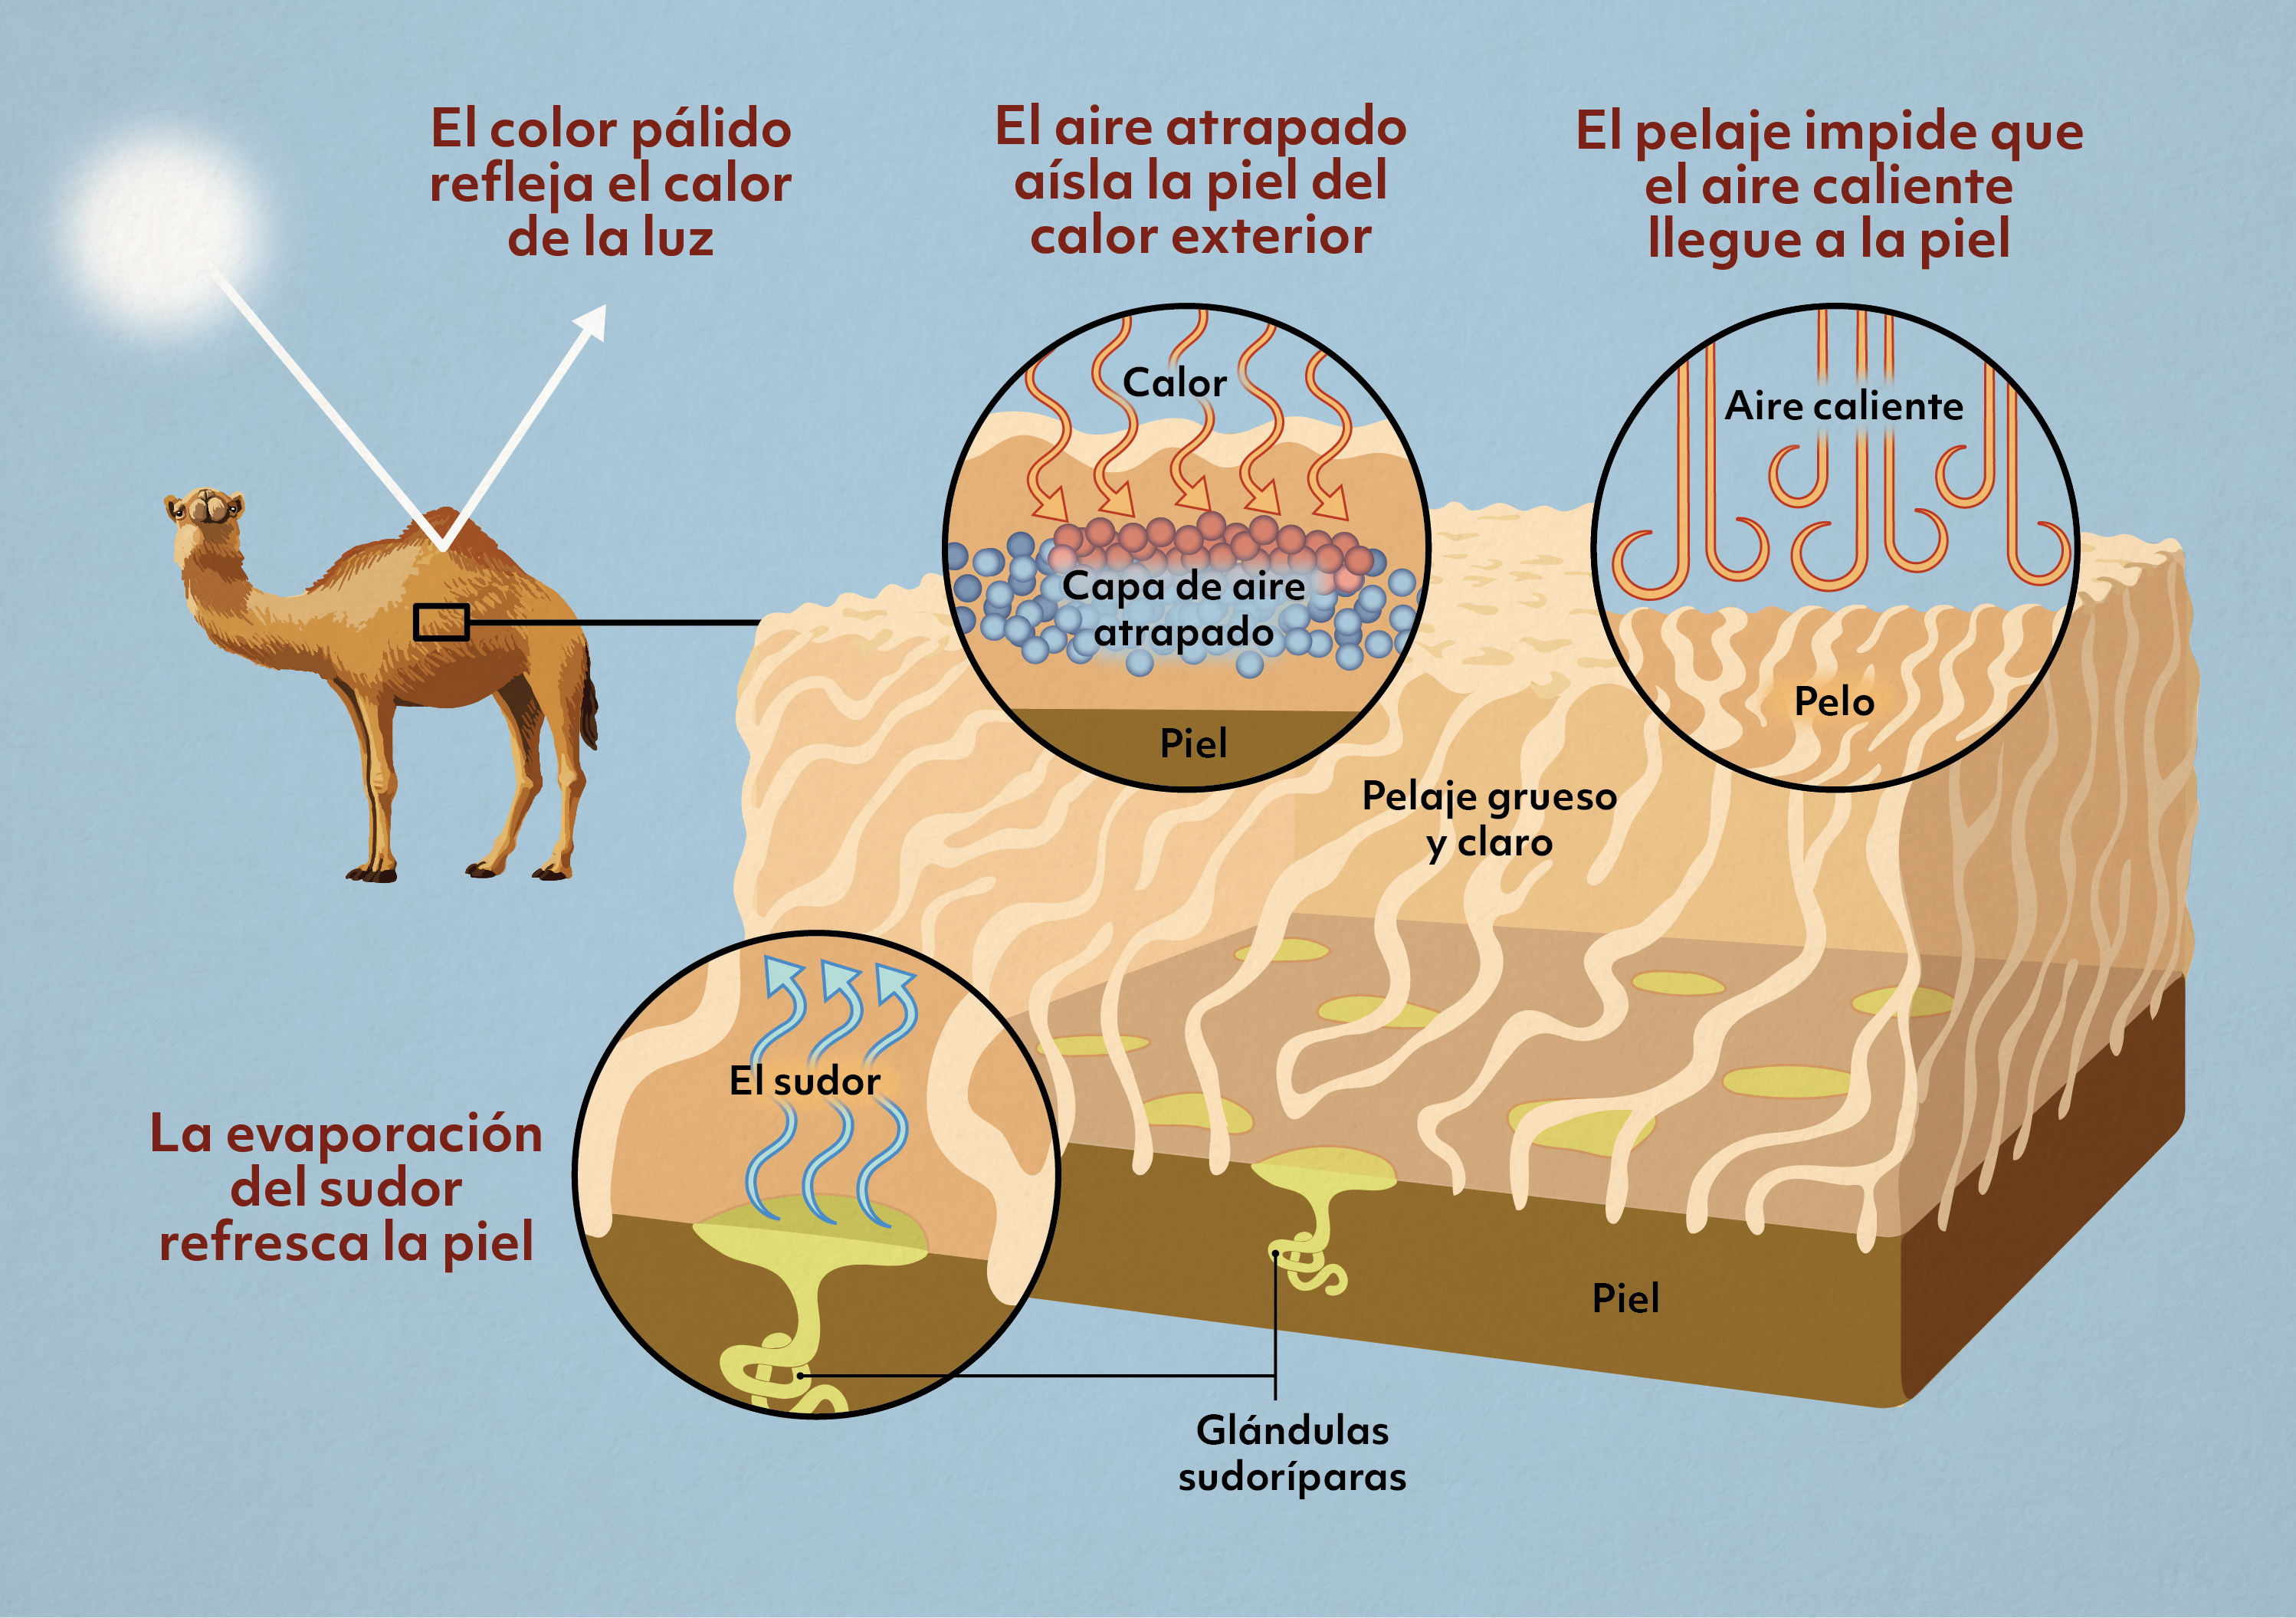 El color pálido
refleja el calor
de la luz
El aire atrapado
aísla la piel del
calor exterior
El pelaje impide que
el aire caliente
llegue a la piel
Calor
Capa de aire
atrapado
Piel
Aire caliente
Pelo
Pelaje grueso
y claro
El sudor
La evaporación
del sudor
refresca la piel
Piel
Glándulas
sudoríparas